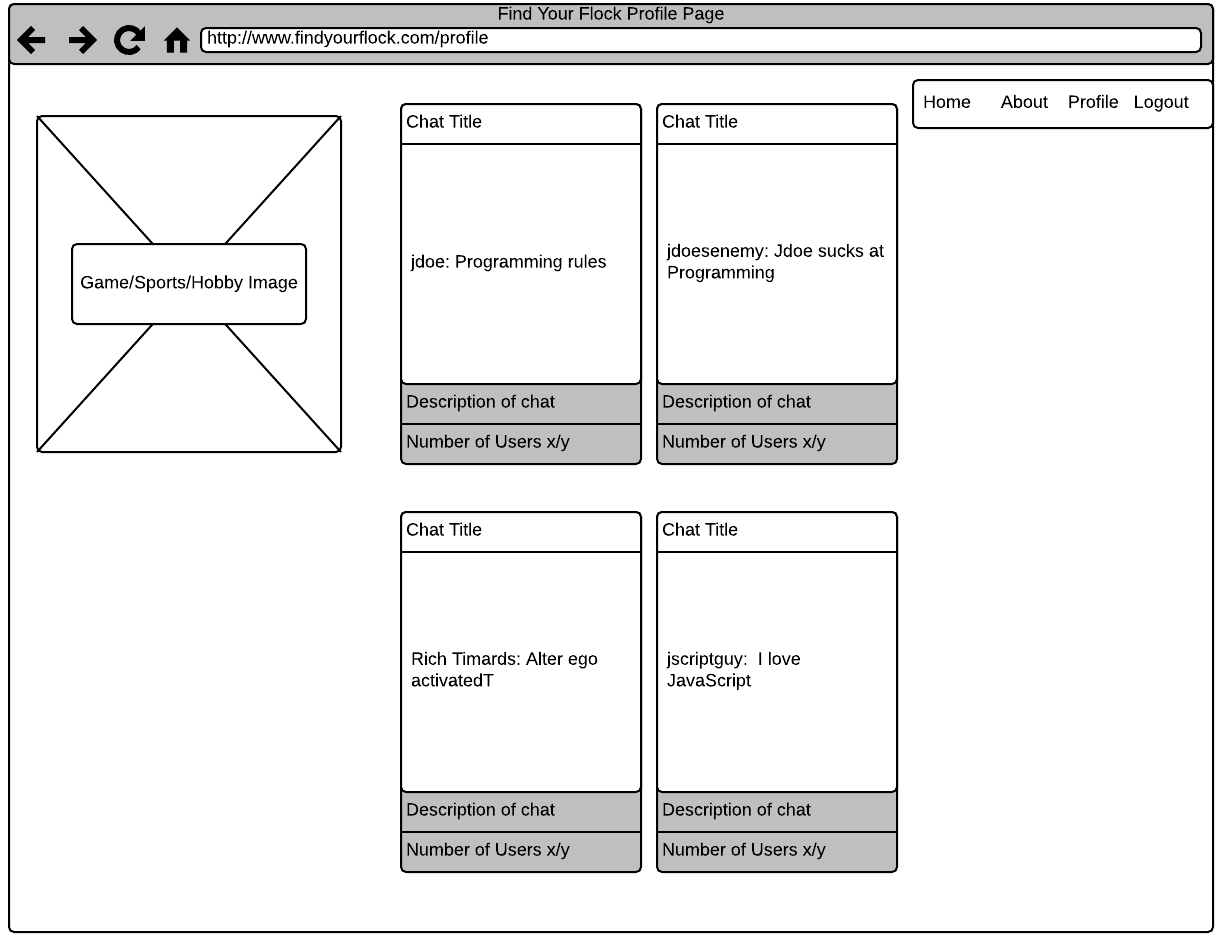 Find Your Flock Profile Page
http://www.findyourflock.com/profile
Home About Profile Logout
Game/Sports/Hobby Image
Chat Title
jdoe: Programming rules
Description of chat
Number of Users x/y
Chat Title
jdoesenemy: Jdoe sucks at
Programming
Description of chat
Number of Users x/y
Chat Title
Rich Timards: Alter ego
activatedT
Description of chat
Number of Users x/y
Chat Title
jscriptguy:  I love
JavaScript
Description of chat
Number of Users x/y